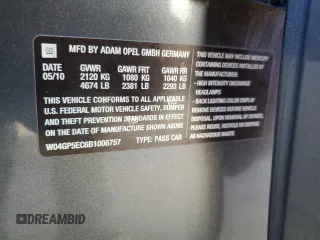 GM
MFD BY ADAM OPEL GMBH GERMANY
DATE GVWR GAWR FRT GAWR RR
05/10 2120 KG 1080 KG 1040 KG
4674 LB 2381 LB 2293 LB
THIS VEHICLE CONFORMS TO ALL APPLICABLE
U.S. FEDERAL MOTOR VEHICLE SAFETY, BUMPER
AND THEFT PREVENTION STANDARDS IN EFFECT
ON THE DATE OF MANUFACTURE SHOWN ABOVE.
W04GP5EC6B1006757 TYPE: PASS CAR
THIS VEHICLE MAY INCLUDE MERCURY
CONTAINING DEVICES INSTALLED BY
THE MANUFACTURER:
- HIGH INTENSITY DISCHARGE
HEADLAMPS
- BACK LIGHTING COLOR DISPLAY
REMOVE DEVICES BEFORE VEHICLE
DISPOSAL. UPON REMOVAL OF DEVICES
PLEASE REUSE, RECYCLE OR DISPOSE
AS HAZARDOUS WASTE.
DREAMBID